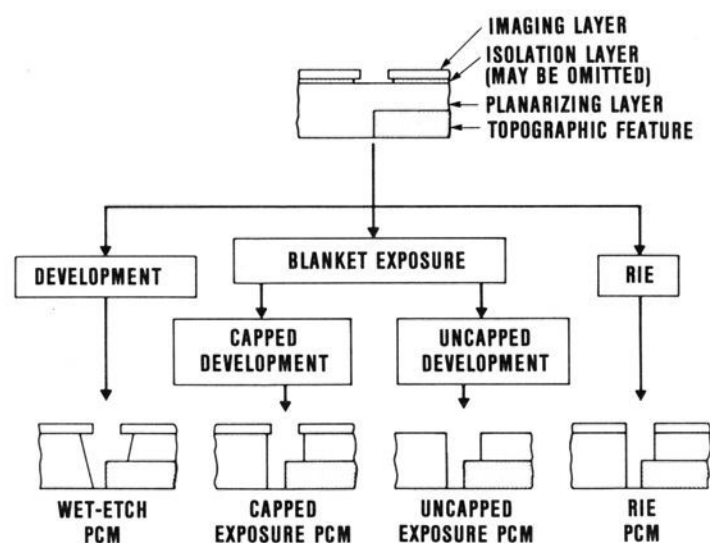 IMAGING LAYER
ISOLATION LAYER
(MAY BE OMITTED)
PLANARIZING LAYER
TOPOGRAPHIC FEATURE
DEVELOPMENT
BLANKET EXPOSURE
RIE
CAPPED
DEVELOPMENT
UNCAPPED
DEVELOPMENT
WET-ETCH
PCM
CAPPED
EXPOSURE PCM
UNCAPPED
EXPOSURE PCM
RIE
PCM